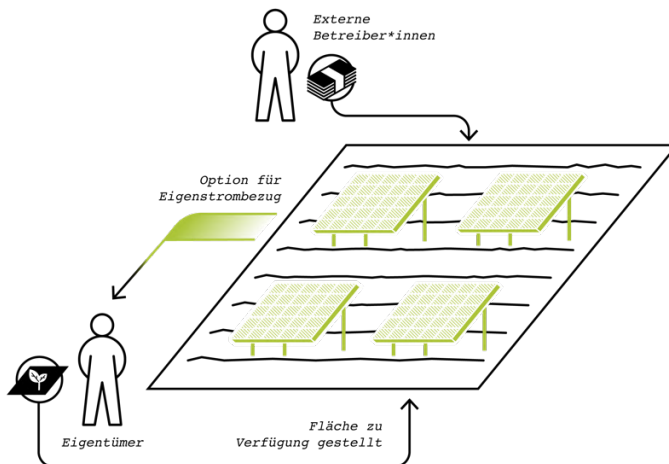 Externe
Betreiber*innen
Option für
Eigenstrombezug
Eigentümer
Fläche zu
Verfügung gestellt